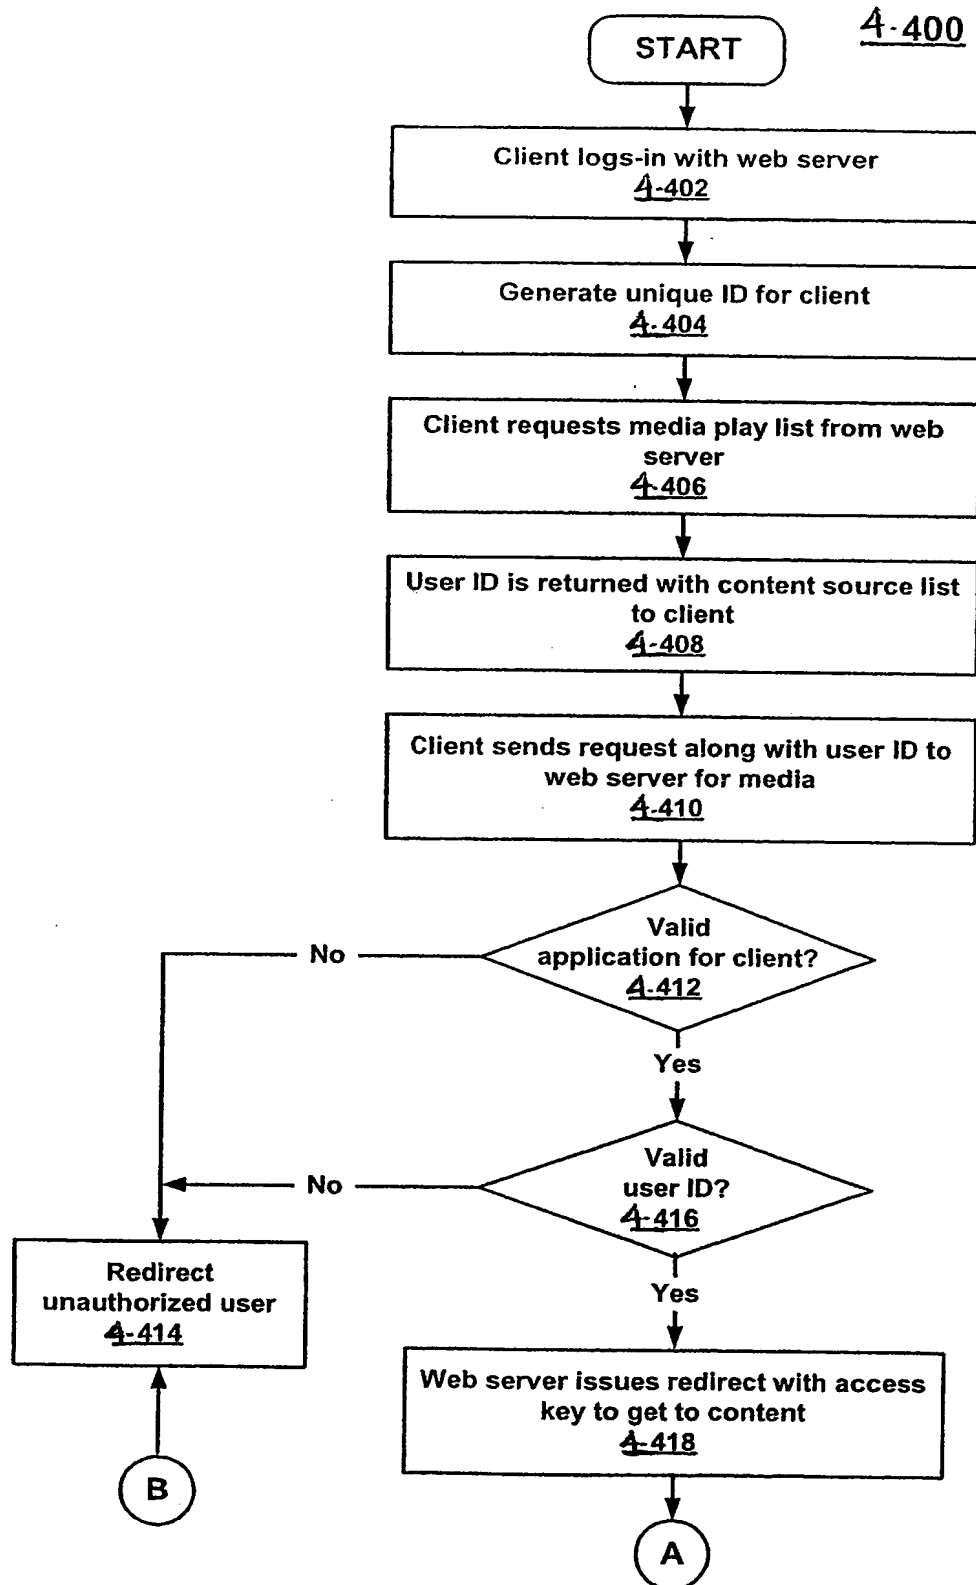 4-400
START
Client logs-in with web server
4-402
Generate unique ID for client
4-404
Client requests media play list from web
server
4-406
User ID is returned with content source list
to client
4-408
Client sends request along with user ID to
web server for media
4-410
Valid
application for client?
4-412
No
Yes
Valid
user ID?
4-416
No
Yes
Redirect
unauthorized user
4-414
Web server issues redirect with access
key to get to content
4-418
B
A